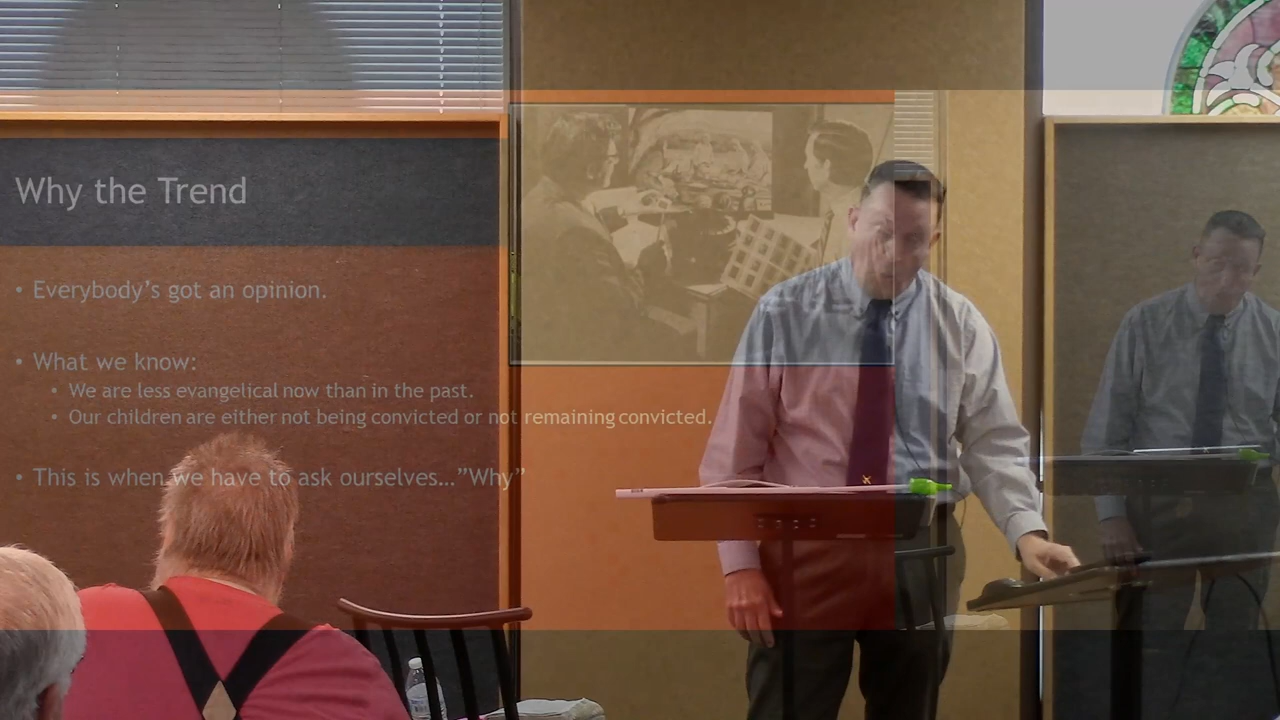 Why the Trend
• Everybody's got an opinion.
• What we know:
• We are less evangelical now than in the past.
• Our children are either not being convicted or not remaining convicted.
• This is when we have to ask ourselves..."Why"